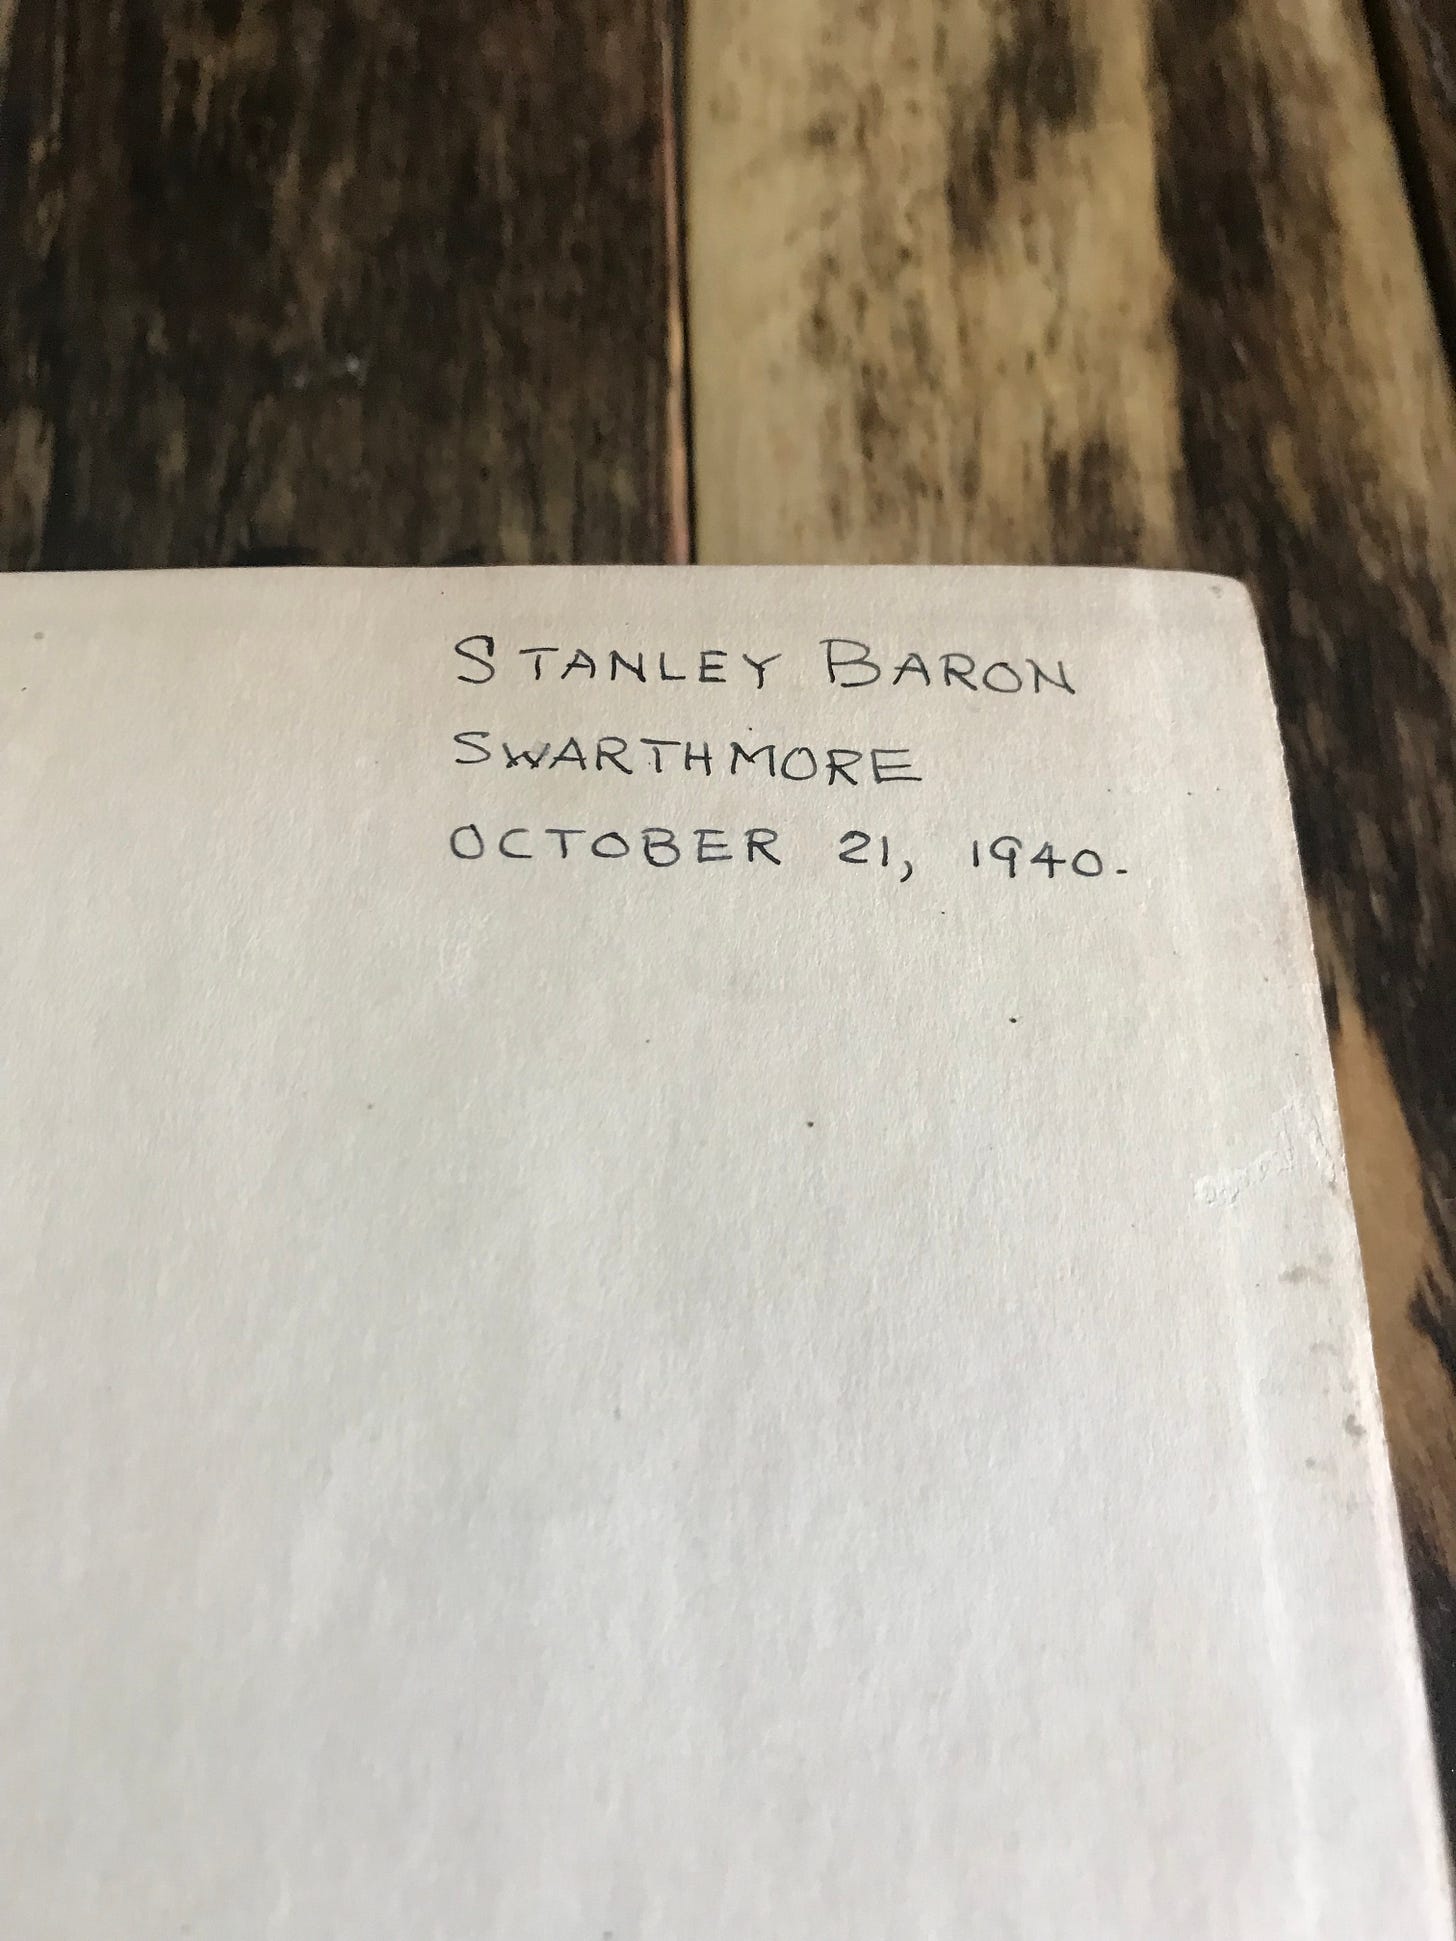 STANLEY BARON
SWARTHMORE
OCTOBER 21, 1940.